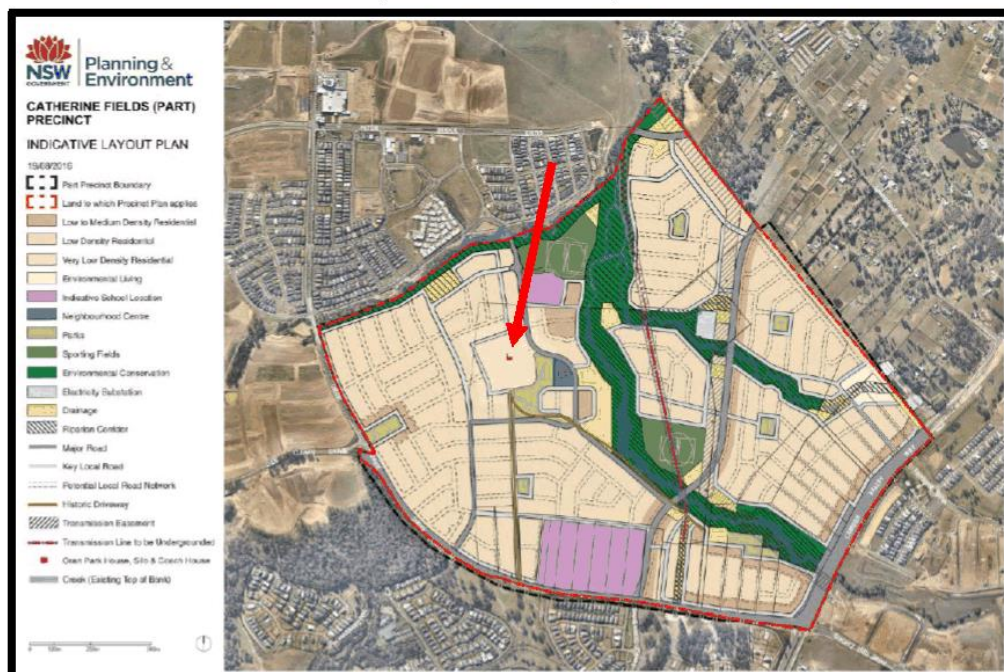 NSW
GOVERNMENT
Planning &
Environment
CATHERINE FIELDS (PART)
PRECINCT
INDICATIVE LAYOUT PLAN
Part Precinct Boundary
Land to which Precinct Plan applies
Low to Medium Density Residential
Low Density Residential
Very Low Density Residential
Environmental Living
Indicative School Location
Neighbourhood Centre
Parks
Sporting Fields
Environmental Conservation
Electricity Substation
Drainage
Riparian Corridor
Major Road
Key Local Road
Potential Local Road Network
Historic Driveway
Transmission Easement
Transmission Line to be Undergrounded
Oran Park House, Silo & Coach House
Creek (Existing Top of Bank)